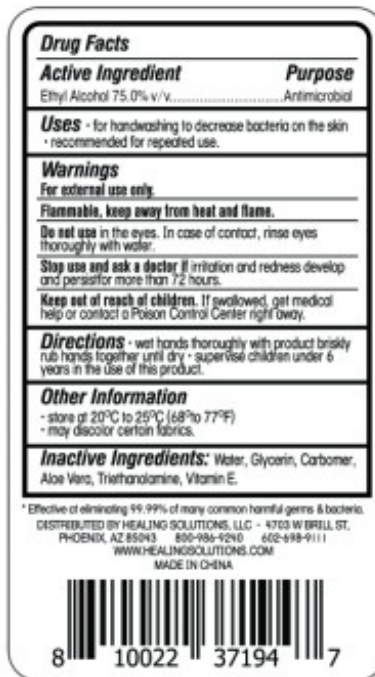 Drug Facts
Active Ingredient Purpose
Ethyl Alcohol 75.0% v/v............................Antimicrobial
Uses • for handwashing to decrease bacteria on the skin
• recommended for repeated use.
Warnings
For external use only.
Flammable, keep away from heat and flame.
Do not use in the eyes. In case of contact, rinse eyes
thoroughly with water.
Stop use and ask a doctor if irritation and redness develop
and persistfor more than 72 hours.
Keep out of reach of children. If swallowed, get medical
help or contact a Poison Control Center right away.
Directions • wet hands thoroughly with product briskly
rub hands together until dry • supervise children under 6
years in the use of this product.
Other Information
• store at 20°C to 25°C (68°to 77°F)
• may discolor certain fabrics.
Inactive Ingredients: Water, Glycerin, Carbomer,
Aloe Vera, Triethanolamine, Vitamin E.
* Effective at eliminating 99.99% of many common harmful germs & bacteria.
DISTRIBUTED BY HEALING SOLUTIONS, LLC - 4703 W BRILL ST.
PHOENIX, AZ 85043 800-986-9240 602-698-9111
WWW.HEALINGSOLUTIONS.COM
MADE IN CHINA
8 10022 37194 7